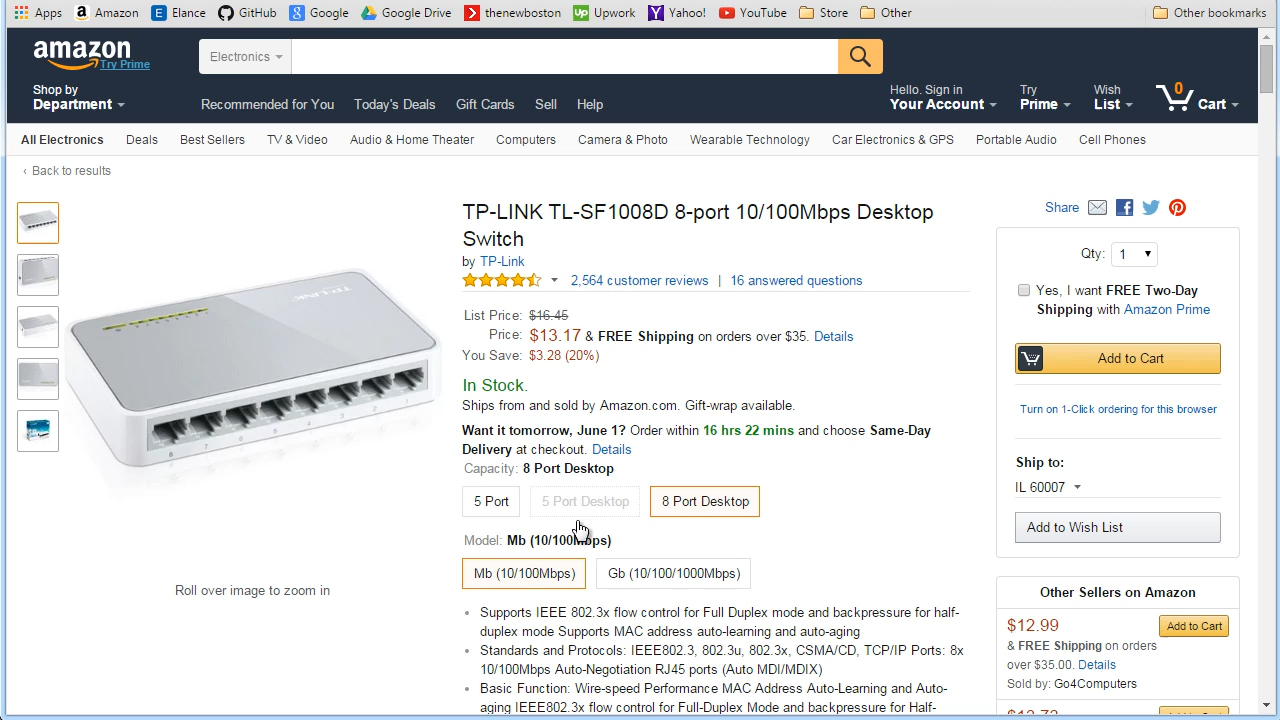 Apps Amazon Elance GitHub Google Google Drive thenewboston Upwork Yahoo! YouTube Store Other Other bookmarks
amazon
Try Prime
Electronics
Shop by
Department
Recommended for You Today's Deals Gift Cards Sell Help
Hello. Sign in
Your Account
Try
Prime
Wish
List
0
Cart
All Electronics Deals Best Sellers TV & Video Audio & Home Theater Computers Camera & Photo Wearable Technology Car Electronics & GPS Portable Audio Cell Phones
‹ Back to results
TP-LINK
8 7 6 5 4 3 2 1
Roll over image to zoom in
TP-LINK TL-SF1008D 8-port 10/100Mbps Desktop
Switch
by TP-Link
2,564 customer reviews | 16 answered questions
List Price: $16.45
Price: $13.17 & FREE Shipping on orders over $35. Details
You Save: $3.28 (20%)
In Stock.
Ships from and sold by Amazon.com. Gift-wrap available.
Want it tomorrow, June 1? Order within 16 hrs 22 mins and choose Same-Day
Delivery at checkout. Details
Capacity: 8 Port Desktop
5 Port 5 Port Desktop 8 Port Desktop
Model: Mb (10/100Mbps)
Mb (10/100Mbps) Gb (10/100/1000Mbps)
• Supports IEEE 802.3x flow control for Full Duplex mode and backpressure for half-
duplex mode Supports MAC address auto-learning and auto-aging
• Standards and Protocols: IEEE802.3, 802.3u, 802.3x, CSMA/CD, TCP/IP Ports: 8x
10/100Mbps Auto-Negotiation RJ45 ports (Auto MDI/MDIX)
• Basic Function: Wire-speed Performance MAC Address Auto-Learning and Auto-
aging IEEE802.3x flow control for Full-Duplex Mode and backpressure for Half-
Share
Qty: 1
Yes, I want FREE Two-Day
Shipping with Amazon Prime
Add to Cart
Turn on 1-Click ordering for this browser
Ship to:
IL 60007
Add to Wish List
Other Sellers on Amazon
$12.99 Add to Cart
& FREE Shipping on orders
over $35.00. Details
Sold by: Go4Computers